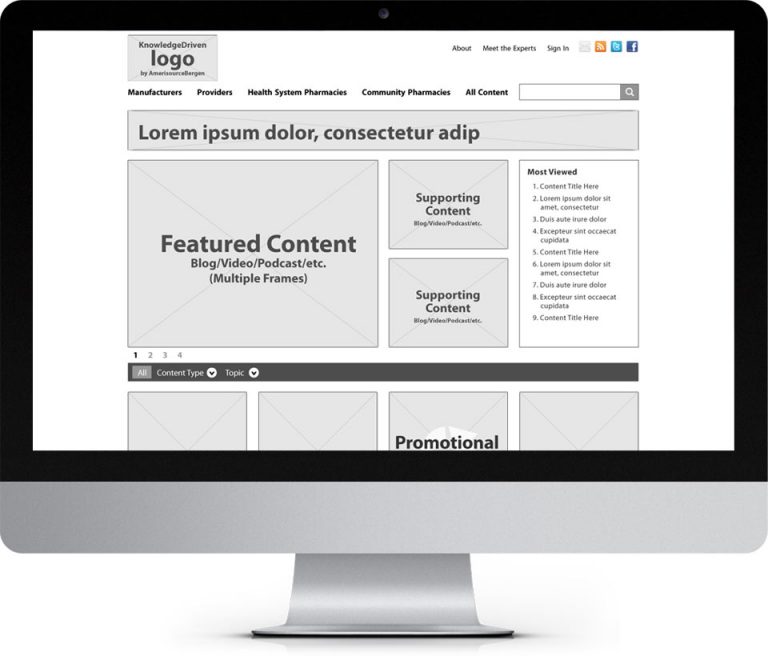 KnowledgeDriven
logo
by AmerisourceBergen
About Meet the Experts Sign In
Manufacturers Providers Health System Pharmacies Community Pharmacies All Content
Lorem ipsum dolor, consectetur adip
Featured Content
Blog/Video/Podcast/etc.
(Multiple Frames)
1 2 3 4
Supporting
Content
Blog/Video/Podcast/etc.
Supporting
Content
Blog/Video/Podcast/etc.
Most Viewed
1. Content Title Here
2. Lorem ipsum dolor sit
amet, consectetur
3. Duis aute irure dolor
4. Excepteur sint occaecat
cupidata
5. Content Title Here
6. Lorem ipsum dolor sit
amet, consectetur
7. Duis aute irure dolor
8. Excepteur sint occaecat
cupidata
9. Content Title Here
All Content Type Topic
Promotional